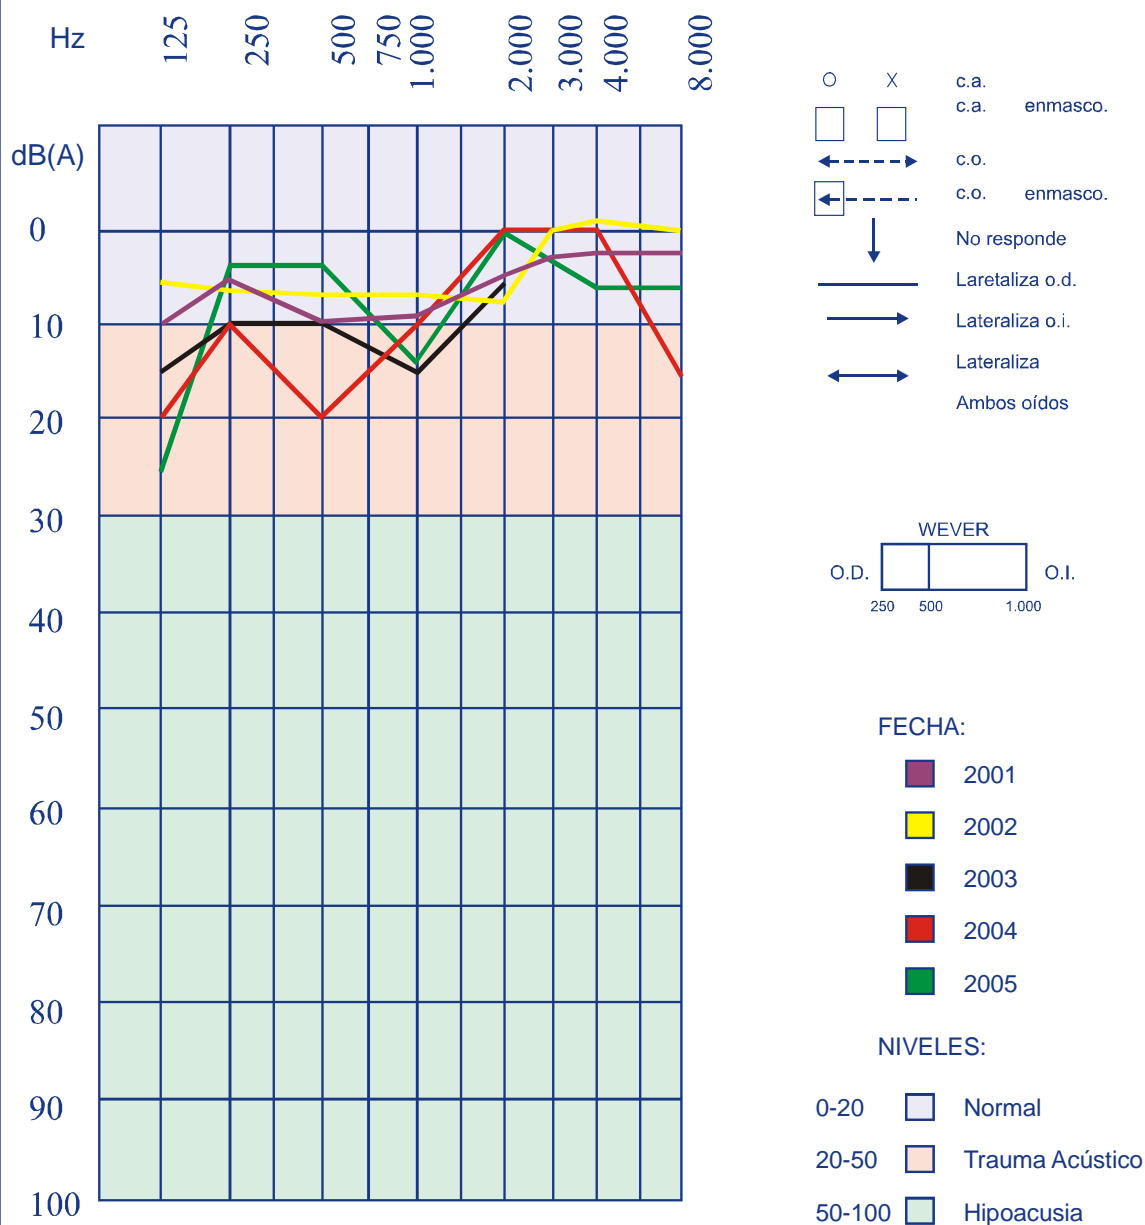 Hz 125 250 500 750 1.000 2.000 3.000 4.000 8.000
dB(A)
0
10
20
30
40
50
60
70
80
90
100
O X c.a.
c.a. enmasco.
c.o.
c.o. enmasco.
No responde
Laretaliza o.d.
Lateraliza o.i.
Lateraliza
Ambos oídos
WEVER
O.D. O.I.
250 500 1.000
FECHA:
2001
2002
2003
2004
2005
NIVELES:
0-20 Normal
20-50 Trauma Acústico
50-100 Hipoacusia